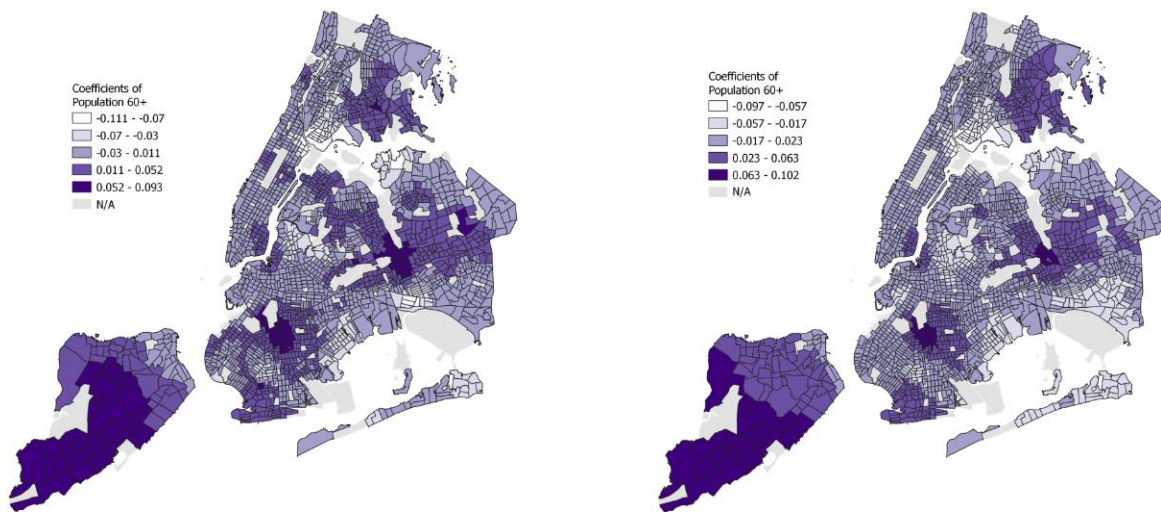 Coefficients of
Population 60+
-0.111 - -0.07
-0.07 - -0.03
-0.03 - 0.011
0.011 - 0.052
0.052 - 0.093
N/A
Coefficients of
Population 60+
-0.097 - -0.057
-0.057 - -0.017
-0.017 - 0.023
0.023 - 0.063
0.063 - 0.102
N/A